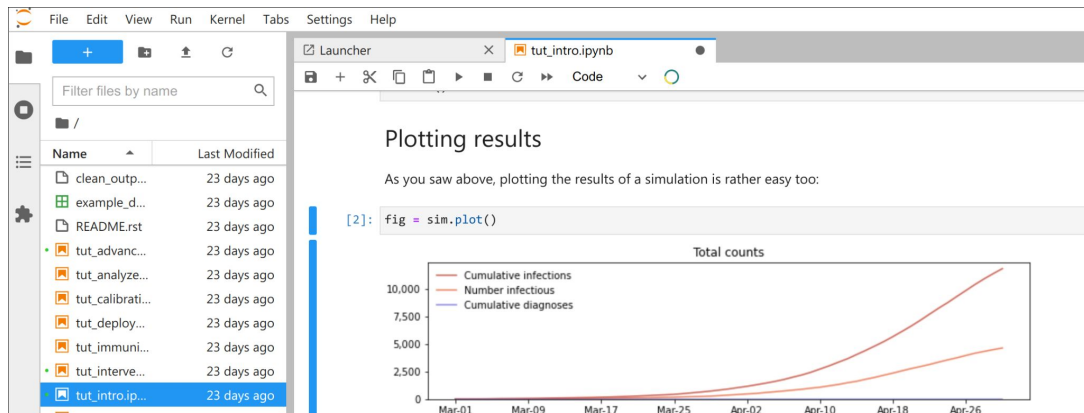 File Edit View Run Kernel Tabs Settings Help
Filter files by name
/
Name Last Modified
clean_outp... 23 days ago
example_d... 23 days ago
README.rst 23 days ago
tut_advanc... 23 days ago
tut_analyze... 23 days ago
tut_calibrati... 23 days ago
tut_deploy... 23 days ago
tut_immuni... 23 days ago
tut_interve... 23 days ago
tut_intro.ip... 23 days ago
Launcher
tut_intro.ipynb
Code
Plotting results
As you saw above, plotting the results of a simulation is rather easy too:
[2]: fig = sim.plot()
Total counts
Cumulative infections
Number infectious
Cumulative diagnoses
10,000
7,500
5,000
2,500
0
Mar-01 Mar-09 Mar-17 Mar-25 Apr-02 Apr-10 Apr-18 Apr-26